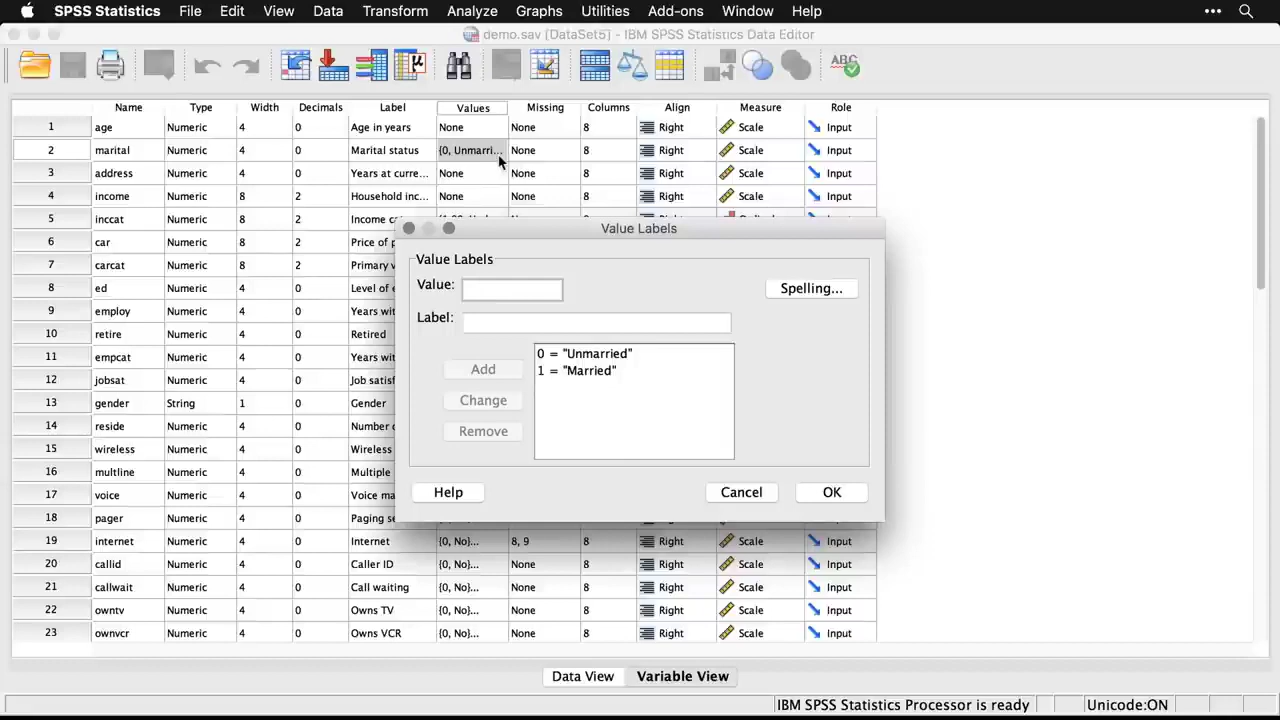 SPSS Statistics File Edit View Data Transform Analyze Graphs Utilities Add-ons Window Help
demo.sav [DataSet5] - IBM SPSS Statistics Data Editor
Name Type Width Decimals Label Values Missing Columns Align Measure Role
1 age Numeric 4 0 Age in years None None 8 Right Scale Input
2 marital Numeric 4 0 Marital status {0, Unmarri... None 8 Right Scale Input
3 address Numeric 4 0 Years at curre... None None 8 Right Scale Input
4 income Numeric 8 2 Household inc... None None 8 Right Scale Input
5 inccat Numeric 8 2 Income
6 car Numeric 8 2 Price of
7 carcat Numeric 8 2 Primary
8 ed Numeric 4 0 Level of
9 employ Numeric 4 0 Years
10 retire Numeric 4 0 Retired
11 empcat Numeric 4 0 Years
12 jobsat Numeric 4 0 Job
13 gender String 1 0 Gender
14 reside Numeric 4 0 Number
15 wireless Numeric 4 0 Wireless
16 multline Numeric 4 0 Multiple
17 voice Numeric 4 0 Voice
18 pager Numeric 4 0 Paging
19 internet Numeric 4 0 Internet {0, No}... 8, 9 8 Right Scale Input
20 callid Numeric 4 0 Caller ID {0, No}... None 8 Right Scale Input
21 callwait Numeric 4 0 Call waiting {0, No}... None 8 Right Scale Input
22 owntv Numeric 4 0 Owns TV {0, No}... None 8 Right Scale Input
23 ownvcr Numeric 4 0 Owns VCR {0, No}... None 8 Right Scale Input
Value Labels
Value Labels
Value: Spelling...
Label:
0 = "Unmarried"
1 = "Married"
Add
Change
Remove
Help Cancel OK
Data View Variable View
IBM SPSS Statistics Processor is ready Unicode:ON